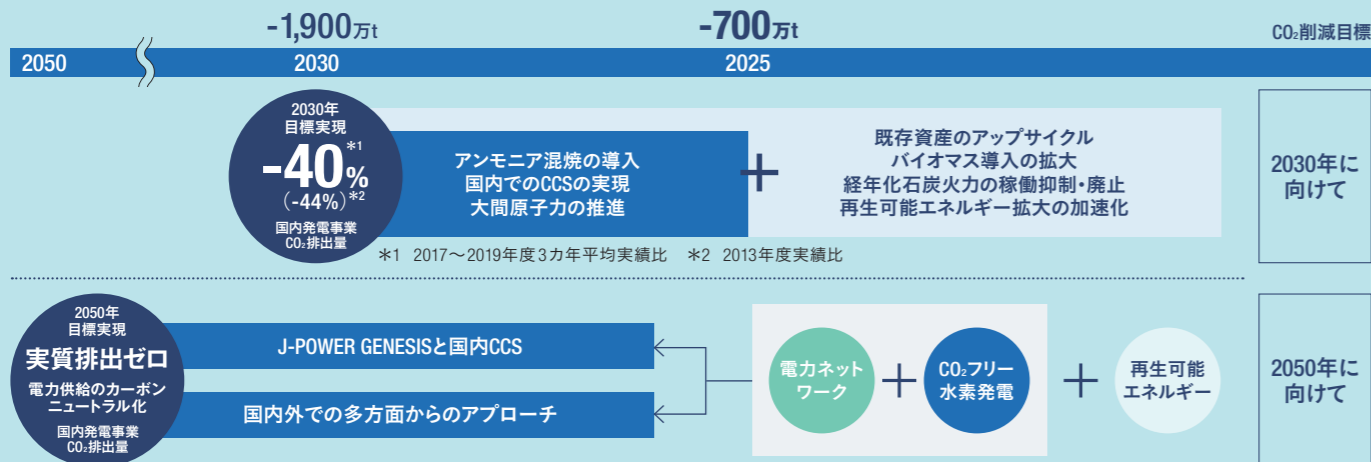 -1,900万t
-700万t
CO₂削減目標
2050
2030
2025
2030年
目標実現
-40%*1
(-44%)*2
国内発電事業
CO₂排出量
アンモニア混焼の導入
国内でのCCSの実現
大間原子力の推進
+
既存資産のアップサイクル
バイオマス導入の拡大
経年化石炭火力の稼働抑制・廃止
再生可能エネルギー拡大の加速化
2030年に
向けて
*1 2017～2019年度3カ年平均実績比 *2 2013年度実績比
2050年
目標実現
実質排出ゼロ
電力供給のカーボン
ニュートラル化
国内発電事業
CO₂排出量
J-POWER GENESISと国内CCS
国内外での多方面からのアプローチ
電力ネット
ワーク
+
CO₂フリー
水素発電
+
再生可能
エネルギー
2050年に
向けて